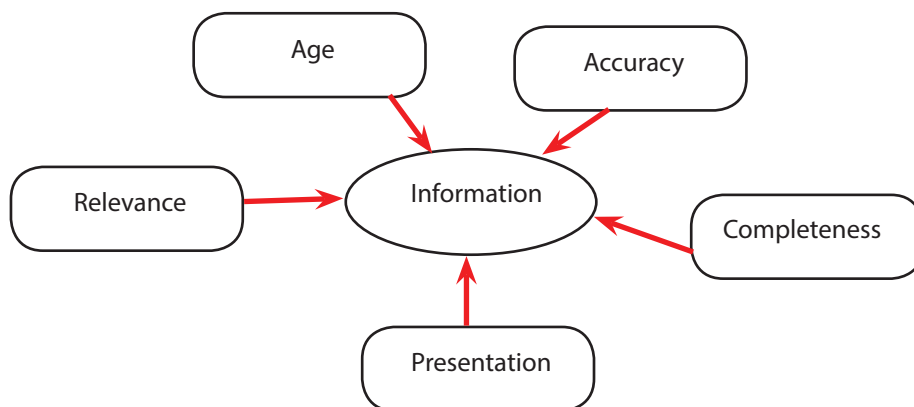 Age
Accuracy
Relevance
Information
Completeness
Presentation